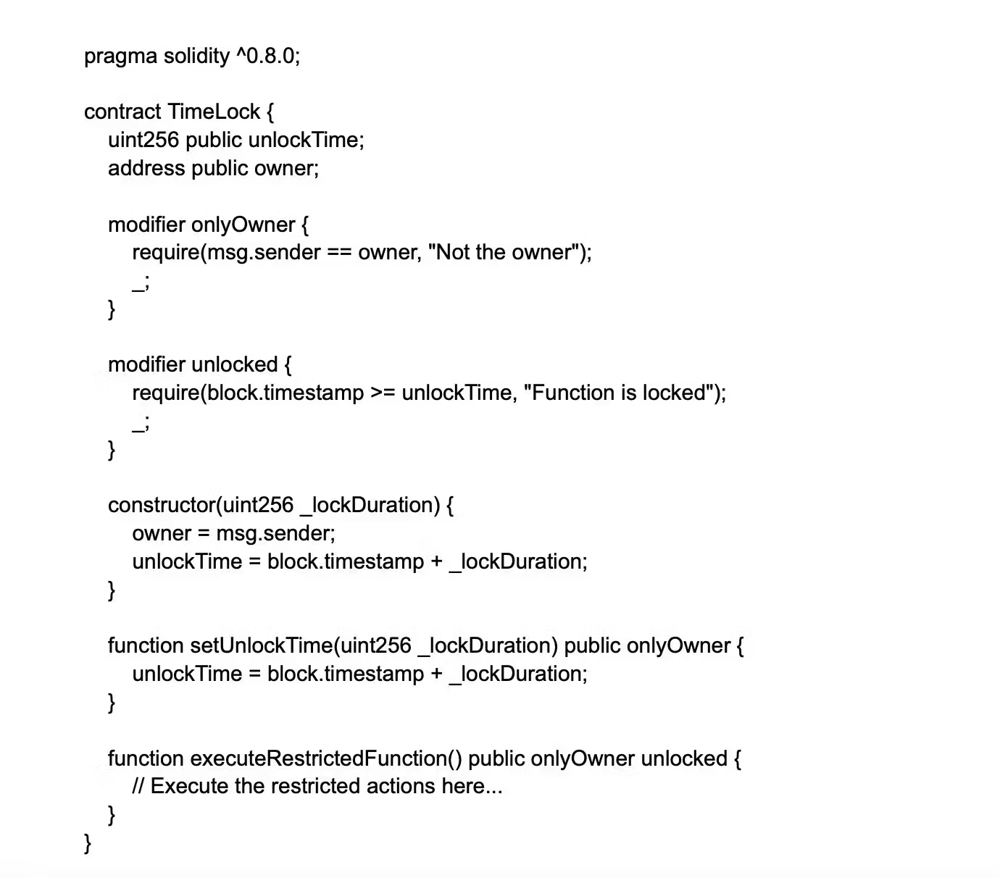 pragma solidity ^0.8.0;
contract TimeLock {
uint256 public unlockTime;
address public owner;
modifier onlyOwner {
require(msg.sender == owner, "Not the owner");
_;
}
modifier unlocked {
require(block.timestamp >= unlockTime, "Function is locked");
_;
}
constructor(uint256 _lockDuration) {
owner = msg.sender;
unlockTime = block.timestamp + _lockDuration;
}
function setUnlockTime(uint256 _lockDuration) public onlyOwner {
unlockTime = block.timestamp + _lockDuration;
}
function executeRestrictedFunction() public onlyOwner unlocked {
// Execute the restricted actions here...
}
}